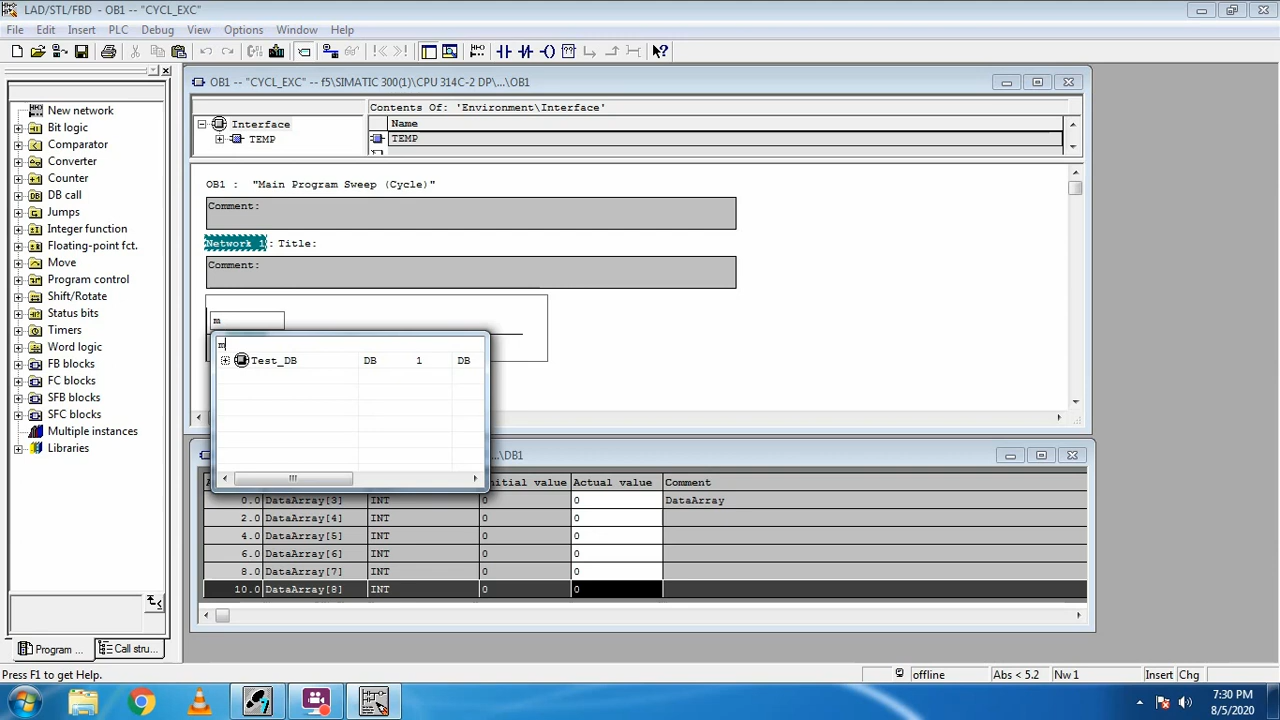 LAD/STL/FBD - OB1 -- "CYCL_EXC"
File Edit Insert PLC Debug View Options Window Help
New network
Bit logic
Comparator
Converter
Counter
DB call
Jumps
Integer function
Floating-point fct.
Move
Program control
Shift/Rotate
Status bits
Timers
Word logic
FB blocks
FC blocks
SFB blocks
SFC blocks
Multiple instances
Libraries
Program ... Call stru...
OB1 -- "CYCL_EXC" -- f5\SIMATIC 300(1)\CPU 314C-2 DP\...\OB1
Contents Of: 'Environment\Interface'
Interface
TEMP
Name
TEMP
OB1 : "Main Program Sweep (Cycle)"
Comment:
Network 1 : Title:
Comment:
m
m
Test_DB DB 1 DB
...\DB1
nitial value Actual value Comment
0.0 DataArray[3] INT 0 0 DataArray
2.0 DataArray[4] INT 0 0
4.0 DataArray[5] INT 0 0
6.0 DataArray[6] INT 0 0
8.0 DataArray[7] INT 0 0
10.0 DataArray[8] INT 0 0
Press F1 to get Help. offline Abs < 5.2 Nw 1 Insert Chg
7:30 PM
8/5/2020